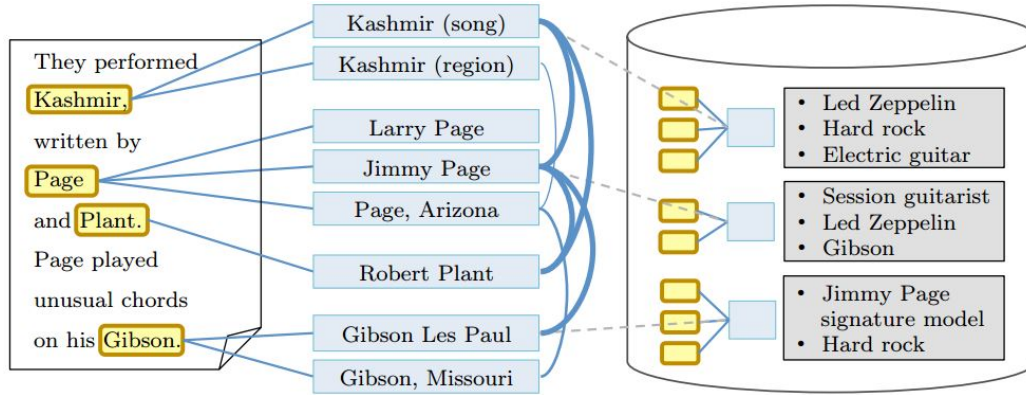 They performed
Kashmir,
written by
Page
and Plant.
Page played
unusual chords
on his Gibson.
Kashmir (song)
Kashmir (region)
Larry Page
Jimmy Page
Page, Arizona
Robert Plant
Gibson Les Paul
Gibson, Missouri
• Led Zeppelin
• Hard rock
• Electric guitar
• Session guitarist
• Led Zeppelin
• Gibson
• Jimmy Page
signature model
• Hard rock